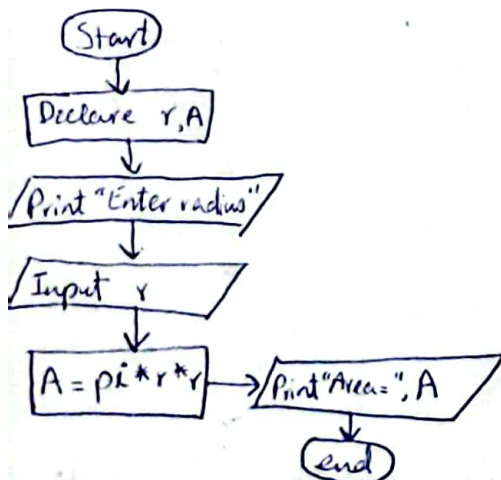 Start
Declare r,A
Print "Enter radius"
Input r
A = pi * r * r
Print "Area=", A
end